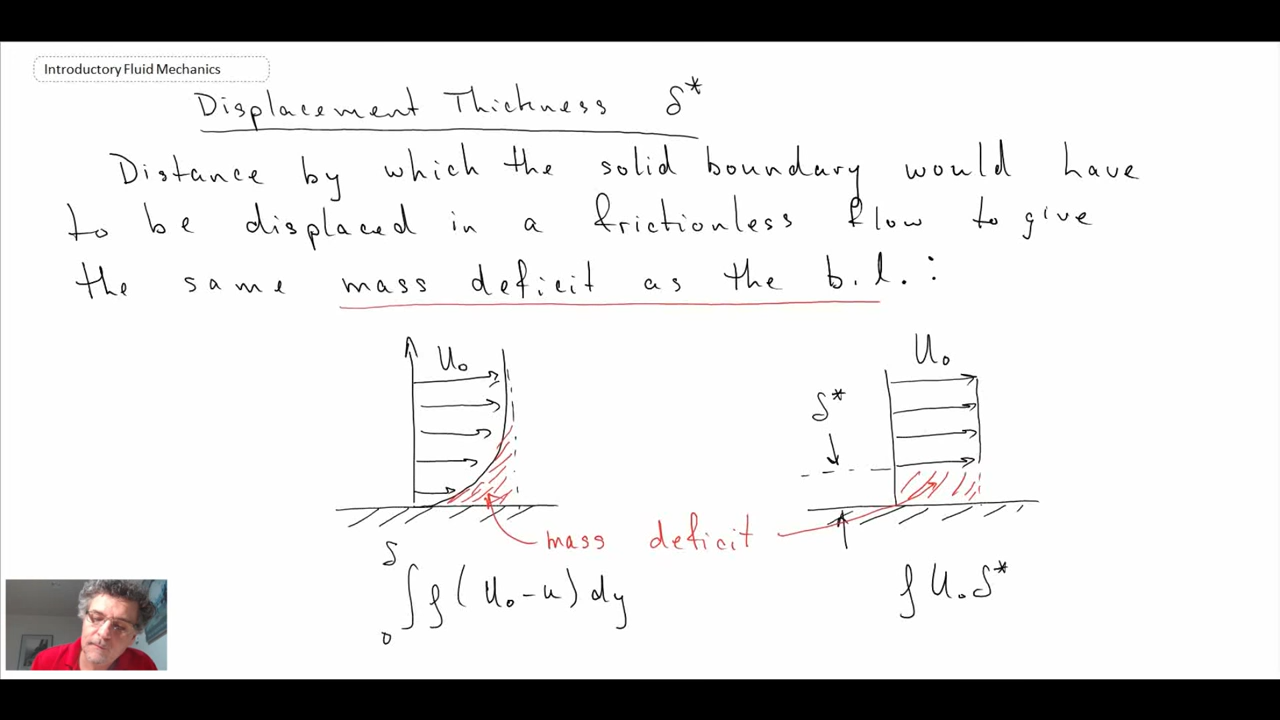 Introductory Fluid Mechanics
Displacement Thickness δ*
Distance by which the solid boundary would have
to be displaced in a frictionless flow to give
the same mass deficit as the b.l.:
U₀
U₀
δ*
mass deficit
∫₀^δ ρ(U₀-u)dy
ρU₀δ*